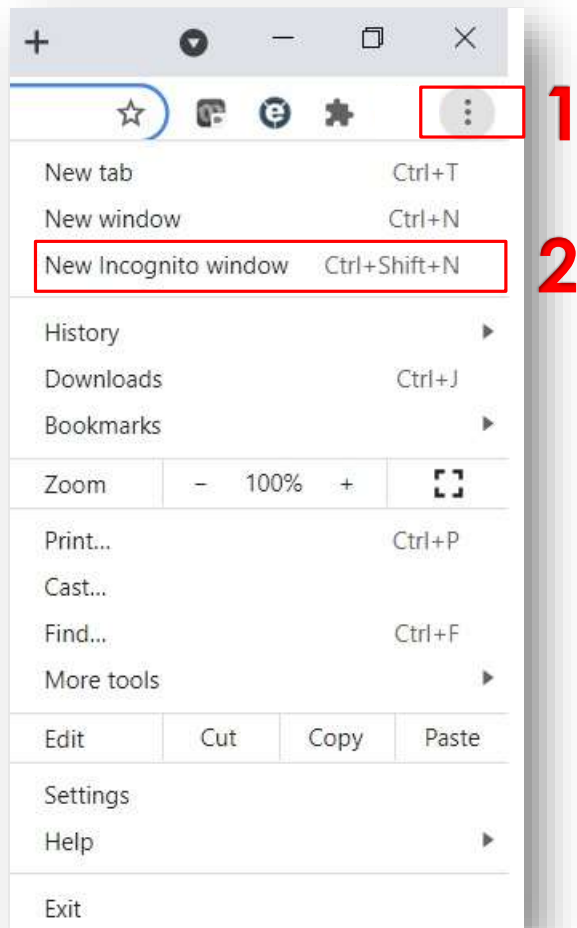 1
New tab Ctrl+T
New window Ctrl+N
New Incognito window Ctrl+Shift+N
2
History
Downloads Ctrl+J
Bookmarks
Zoom - 100% +
Print... Ctrl+P
Cast...
Find... Ctrl+F
More tools
Edit Cut Copy Paste
Settings
Help
Exit